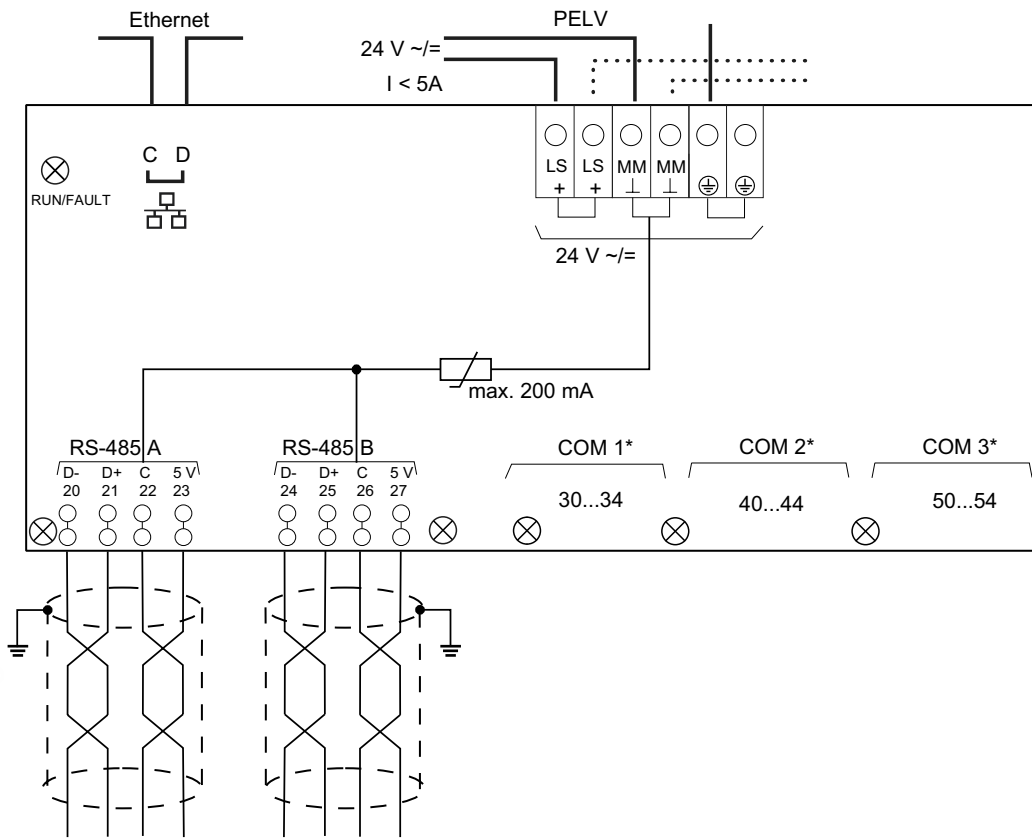 Ethernet
PELV
24 V ~/=
I < 5A
C D
RUN/FAULT
LS LS MM MM
+ + ⊥ ⊥
24 V ~/=
max. 200 mA
RS-485 A
D- D+ C 5 V
20 21 22 23
RS-485 B
D- D+ C 5 V
24 25 26 27
COM 1*
30...34
COM 2*
40...44
COM 3*
50...54